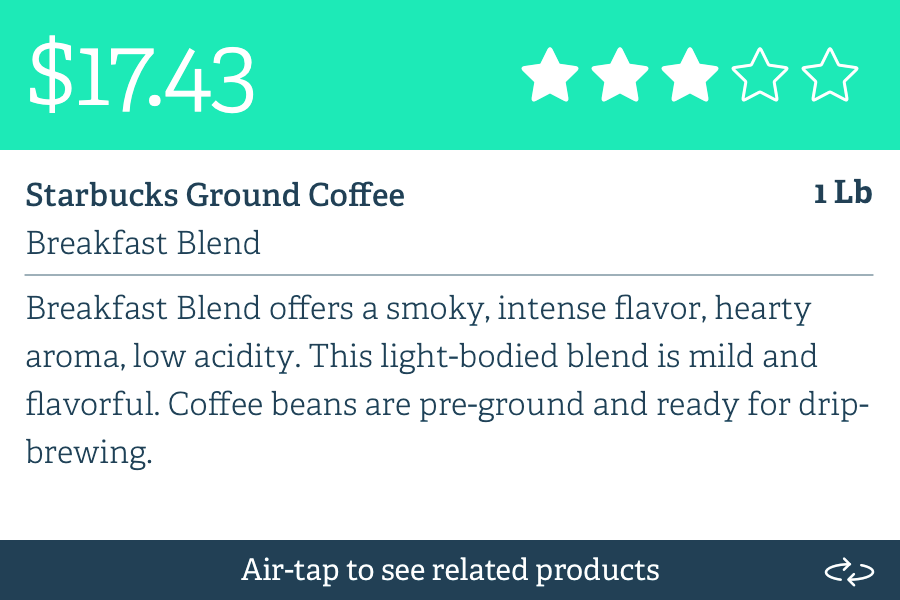 $17.43
Starbucks Ground Coffee
1 Lb
Breakfast Blend
Breakfast Blend offers a smoky, intense flavor, hearty
aroma, low acidity. This light-bodied blend is mild and
flavorful. Coffee beans are pre-ground and ready for drip-
brewing.
Air-tap to see related products